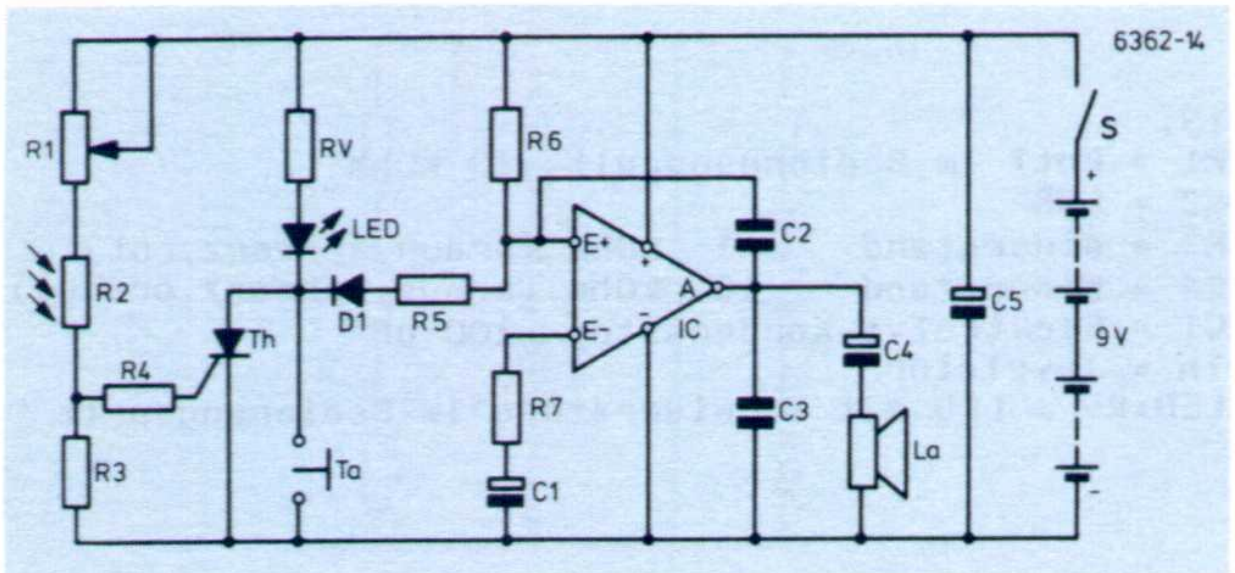 6362-14
S
+
R1
RV
R6
LED
E+
C2
R2
+
A
D1
R5
E-
-
IC
C5
9V
Th
C4
R4
R7
C3
La
R3
Ta
C1
-